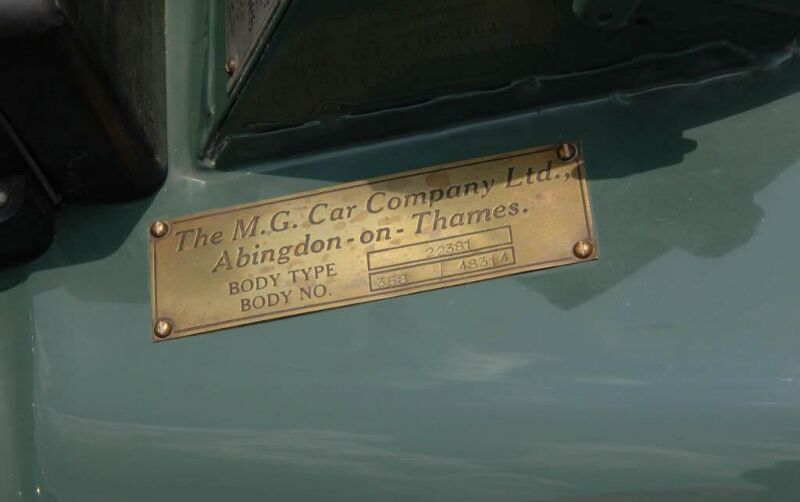 The M.G. Car Company Ltd.,
Abingdon-on-Thames.
BODY TYPE 22381
BODY NO. 358 48314